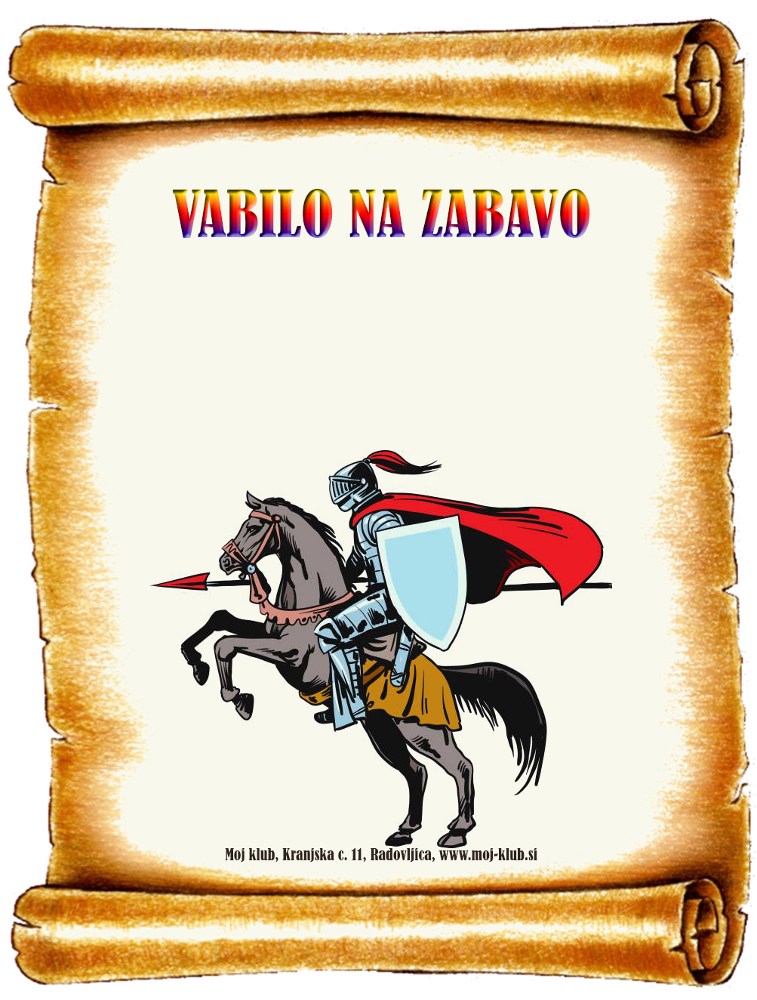 VABILO NA ZABAVO
Moj klub, Kranjska c. 11, Radovljica, www.moj-klub.si